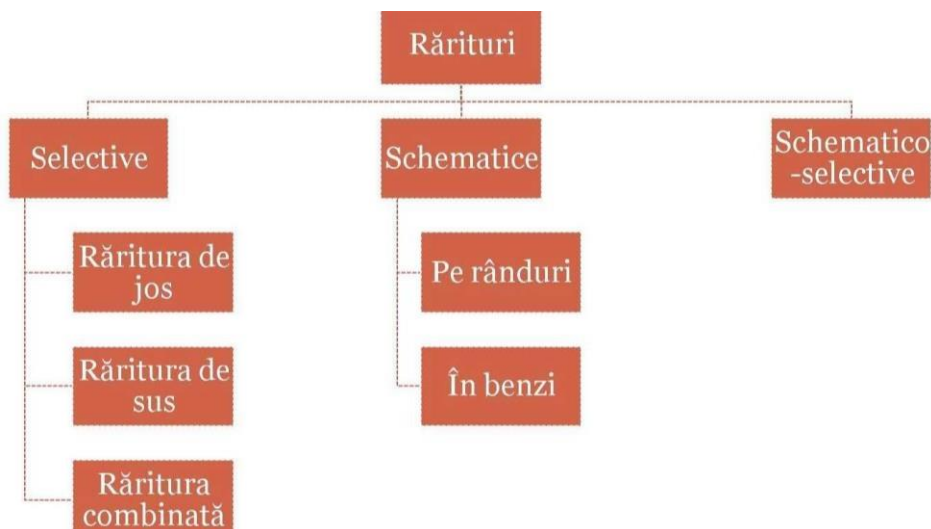 Rărituri
Selective
Schematice
Schematico
-selective
Răritura de
jos
Pe rânduri
Răritura de
sus
În benzi
Răritura
combinată